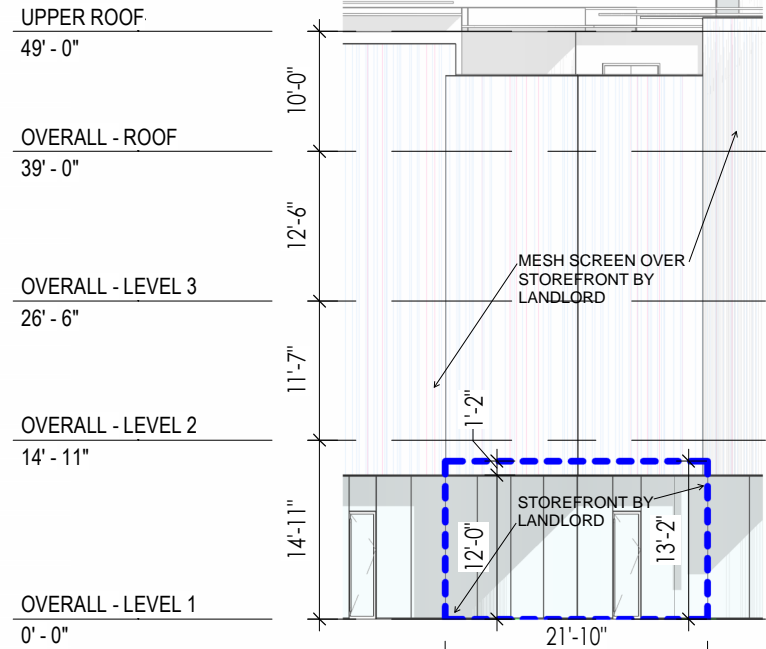 UPPER ROOF
49' - 0"
10'-0"
OVERALL - ROOF
39' - 0"
12'-6"
MESH SCREEN OVER
STOREFRONT BY
LANDLORD
OVERALL - LEVEL 3
26' - 6"
11'-7"
1'-2"
OVERALL - LEVEL 2
14' - 11"
14'-11"
STOREFRONT BY
LANDLORD
12'-0"
13'-2"
OVERALL - LEVEL 1
0' - 0"
21'-10"